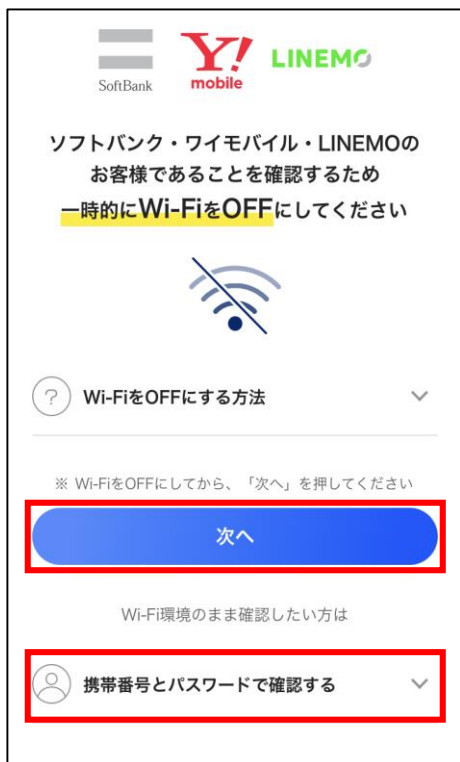 SoftBank
Y!
mobile
LINEMO
ソフトバンク・ワイモバイル・LINEMOの
お客様であることを確認するため
一時的にWi-FiをOFFにしてください
? Wi-FiをOFFにする方法
※ Wi-FiをOFFにしてから、「次へ」を押してください
次へ
Wi-Fi環境のまま確認したい方は
携帯番号とパスワードで確認する